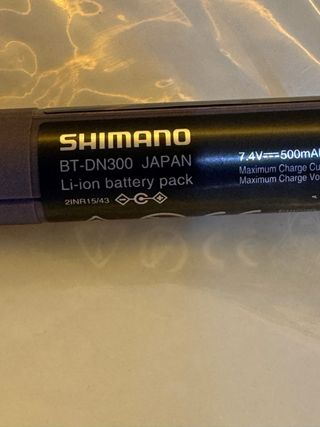 SHIMANO
BT-DN300 JAPAN
Li-ion battery pack
2INR15/43
7.4V⎓500mA
Maximum Charge Cu
Maximum Charge Vo